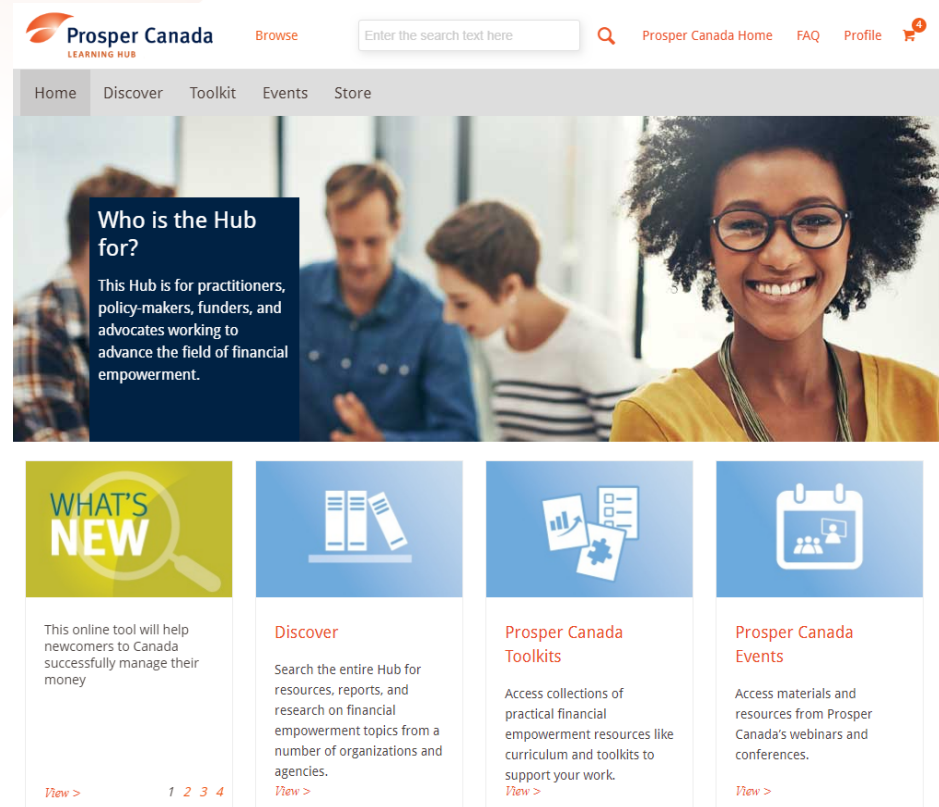 Prosper Canada
LEARNING HUB
Browse
Enter the search text here
Prosper Canada Home
FAQ
Profile
4
Home
Discover
Toolkit
Events
Store
Who is the Hub
for?
This Hub is for practitioners,
policy-makers, funders, and
advocates working to
advance the field of financial
empowerment.
WHAT'S
NEW
This online tool will help
newcomers to Canada
successfully manage their
money
View >
1 2 3 4
Discover
Search the entire Hub for
resources, reports, and
research on financial
empowerment topics from a
number of organizations and
agencies.
View >
Prosper Canada
Toolkits
Access collections of
practical financial
empowerment resources like
curriculum and toolkits to
support your work.
View >
Prosper Canada
Events
Access materials and
resources from Prosper
Canada's webinars and
conferences.
View >